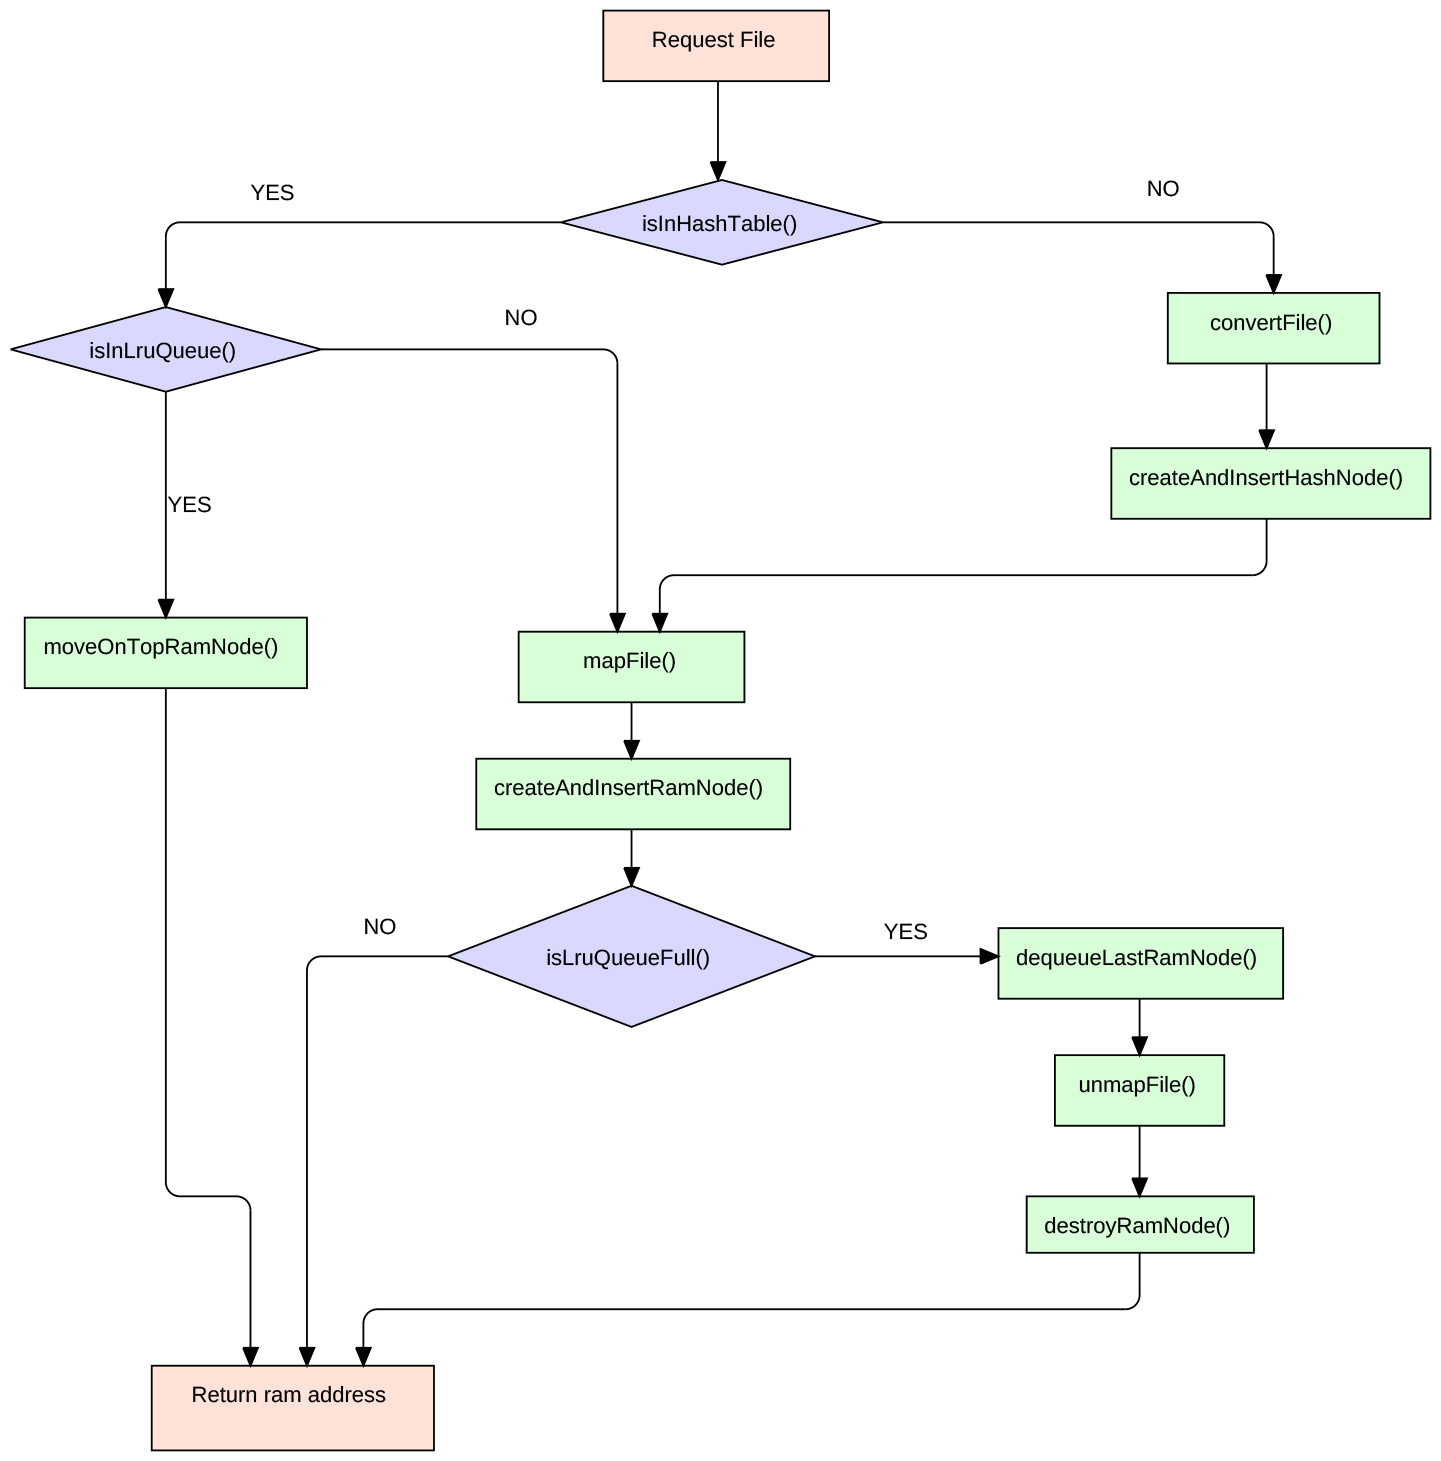 Request File
YES
NO
isInHashTable()
NO
isInLruQueue()
convertFile()
createAndInsertHashNode()
YES
moveOnTopRamNode()
mapFile()
createAndInsertRamNode()
NO
YES
isLruQueueFull()
dequeueLastRamNode()
unmapFile()
destroyRamNode()
Return ram address